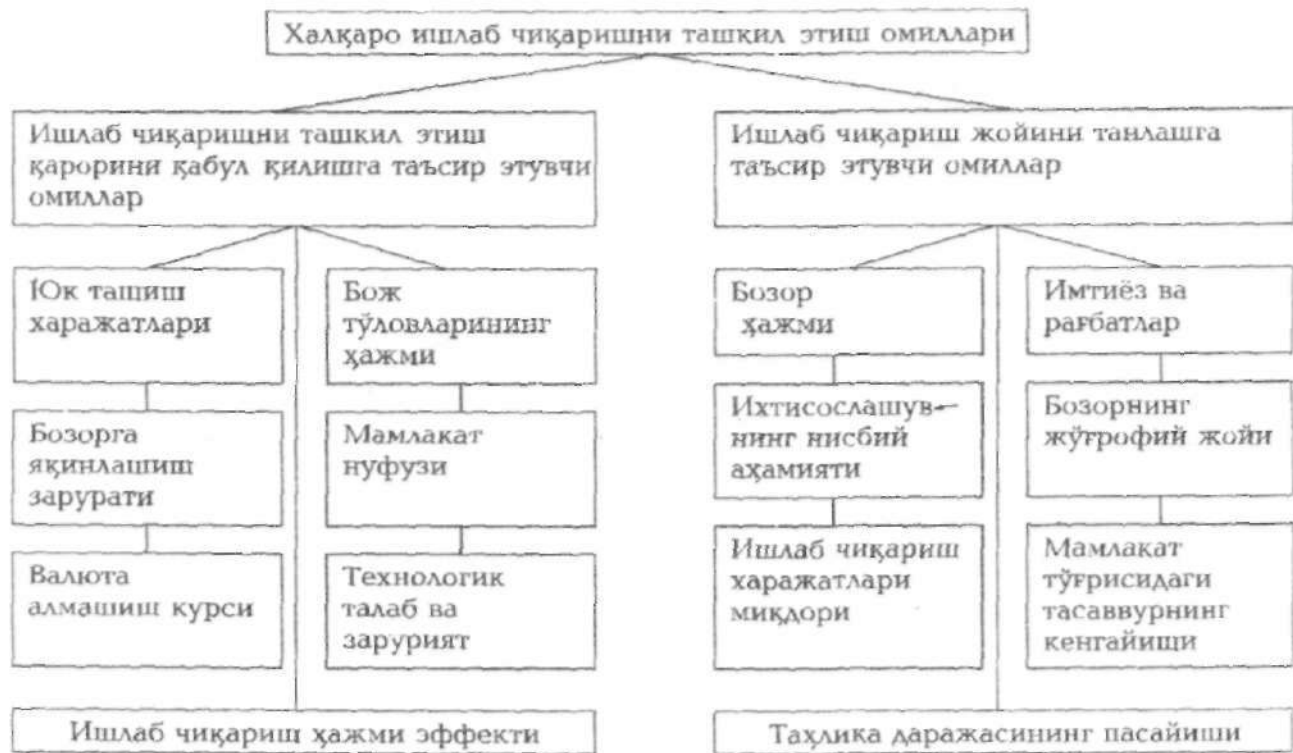 Халқаро ишлаб чиқаришни ташкил этиш омиллари
Ишлаб чиқаришни ташкил этиш
қарорини қабул қилишга таъсир этувчи
омиллар
Ишлаб чиқариш жойини танлашга
таъсир этувчи омиллар
Юк ташиш
харажатлари
Бож
тўловларининг
ҳажми
Бозор
ҳажми
Имтиёз ва
рағбатлар
Бозорга
яқинлашиш
зарурати
Мамлакат
нуфузи
Ихтисослашув-
нинг нисбий
аҳамияти
Бозорнинг
жўғрофий жойи
Валюта
алмашиш курси
Технологик
талаб ва
зарурият
Ишлаб чиқариш
харажатлари
миқдори
Мамлакат
тўғрисидаги
тасаввурнинг
кенгайиши
Ишлаб чиқариш ҳажми эффекти
Таҳлика даражасининг пасайиши